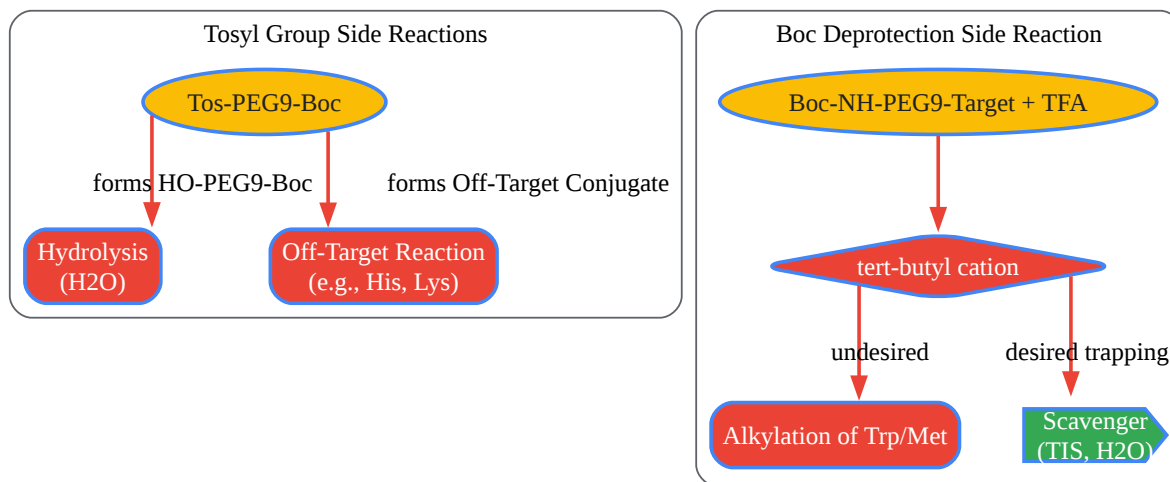 Tosyl Group Side Reactions
Tos-PEG9-Boc
forms HO-PEG9-Boc
forms Off-Target Conjugate
Hydrolysis
(H2O)
Off-Target Reaction
(e.g., His, Lys)
Boc Deprotection Side Reaction
Boc-NH-PEG9-Target + TFA
tert-butyl cation
undesired
desired trapping
Alkylation of Trp/Met
Scavenger
(TIS, H2O)